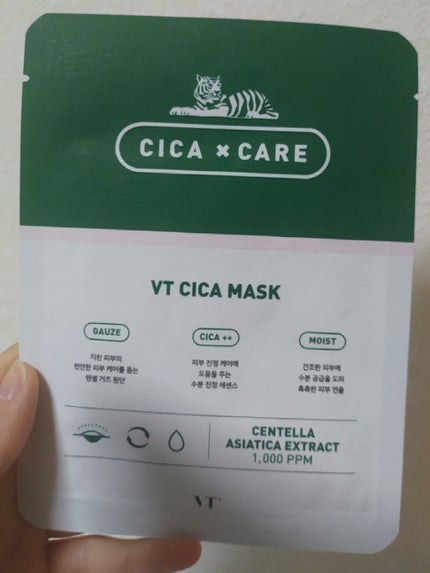 CICA × CARE
VT CICA MASK
GAUZE
지친 피부의
편안한 피부 케어를 돕는
텐셀 거즈 원단
CICA ++
피부 진정 케어에
도움을 주는
수분 진정 에센스
MOIST
건조한 피부에
수분 공급을 도와
촉촉한 피부 연출
CENTELLA
ASIATICA EXTRACT
1,000 PPM
VT